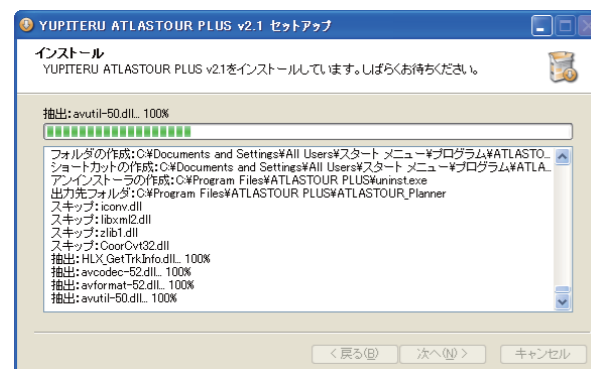 YUPITERU ATLASTOUR PLUS v2.1 セットアップ
インストール
YUPITERU ATLASTOUR PLUS v2.1をインストールしています。しばらくお待ちください。
抽出: avutil-50.dll... 100%
フォルダの作成: C:¥Documents and Settings¥All Users¥スタート メニュー¥プログラム¥ATLASTO...
ショートカットの作成: C:¥Documents and Settings¥All Users¥スタート メニュー¥プログラム¥ATLA...
アンインストーラの作成: C:¥Program Files¥ATLASTOUR PLUS¥uninst.exe
出力先フォルダ: C:¥Program Files¥ATLASTOUR PLUS¥ATLASTOUR_Planner
スキップ: iconv.dll
スキップ: libxml2.dll
スキップ: zlib1.dll
スキップ: CoorCvt32.dll
抽出: HLX_GetTrkInfo.dll... 100%
抽出: avcodec-52.dll... 100%
抽出: avformat-52.dll... 100%
抽出: avutil-50.dll... 100%
< 戻る(B) 次へ(N) > キャンセル